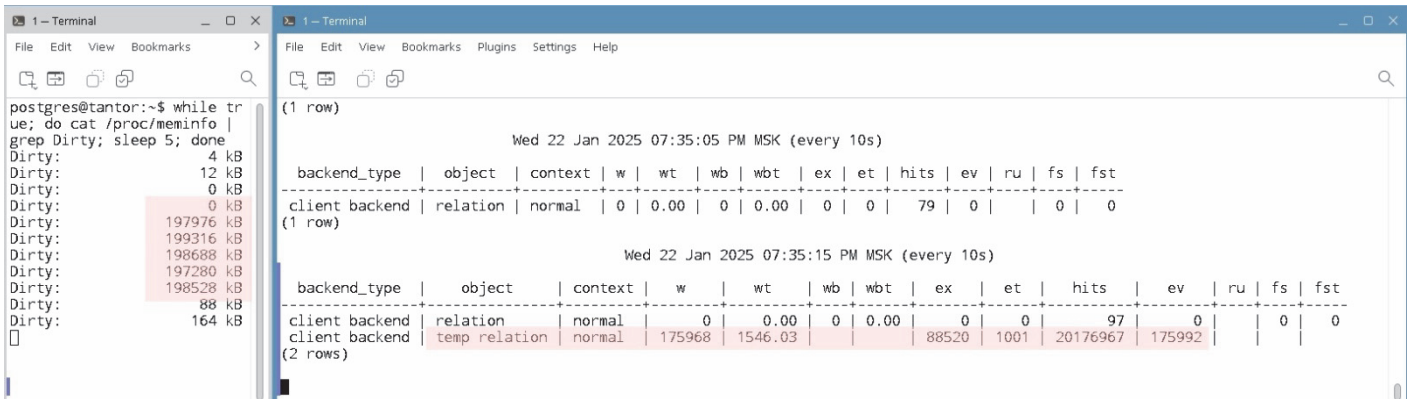 1 — Terminal
File Edit View Bookmarks >
postgres@tantor:~$ while tr
ue; do cat /proc/meminfo |
grep Dirty; sleep 5; done
Dirty: 4 kB
Dirty: 12 kB
Dirty: 0 kB
Dirty: 0 kB
Dirty: 197976 kB
Dirty: 199316 kB
Dirty: 198688 kB
Dirty: 197280 kB
Dirty: 198528 kB
Dirty: 88 kB
Dirty: 164 kB
1 — Terminal
File Edit View Bookmarks Plugins Settings Help
(1 row)
Wed 22 Jan 2025 07:35:05 PM MSK (every 10s)
backend_type | object | context | w | wt | wb | wbt | ex | et | hits | ev | ru | fs | fst
----------------+----------+---------+---+------+----+------+----+----+------+----+----+----+-----
client backend | relation | normal | 0 | 0.00 | 0 | 0.00 | 0 | 0 | 79 | 0 | | 0 | 0
(1 row)
Wed 22 Jan 2025 07:35:15 PM MSK (every 10s)
backend_type | object | context | w | wt | wb | wbt | ex | et | hits | ev | ru | fs | fst
----------------+---------------+---------+--------+---------+----+------+-------+------+----------+--------+----+----+-----
client backend | relation | normal | 0 | 0.00 | 0 | 0.00 | 0 | 0 | 97 | 0 | | 0 | 0
client backend | temp relation | normal | 175968 | 1546.03 | | | 88520 | 1001 | 20176967 | 175992 | | |
(2 rows)